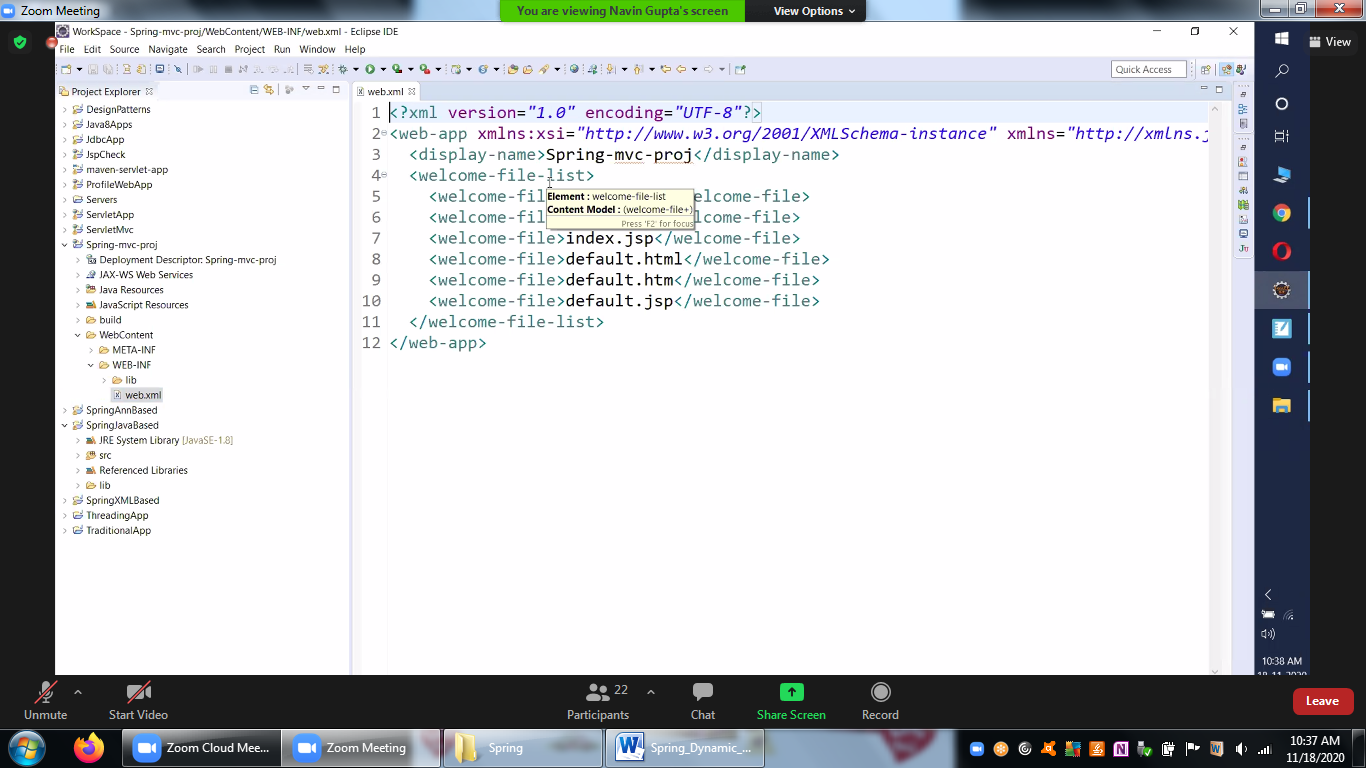 Zoom Meeting
You are viewing Navin Gupta's screen
View Options
View
WorkSpace - Spring-mvc-proj/WebContent/WEB-INF/web.xml - Eclipse IDE
File Edit Source Navigate Search Project Run Window Help
Quick Access
Project Explorer
DesignPatterns
Java8Apps
JdbcApp
JspCheck
maven-servlet-app
ProfileWebApp
Servers
ServletApp
ServletMvc
Spring-mvc-proj
Deployment Descriptor: Spring-mvc-proj
JAX-WS Web Services
Java Resources
JavaScript Resources
build
WebContent
META-INF
WEB-INF
lib
web.xml
SpringAnnBased
SpringJavaBased
JRE System Library [JavaSE-1.8]
src
Referenced Libraries
lib
SpringXMLBased
ThreadingApp
TraditionalApp
web.xml
1 <?xml version="1.0" encoding="UTF-8"?>
2 <web-app xmlns:xsi="http://www.w3.org/2001/XMLSchema-instance" xmlns="http://xmlns.j
3 <display-name>Spring-mvc-proj</display-name>
4 <welcome-file-list>
5 <welcome-fil elcome-file>
6 <welcome-fil lcome-file>
7 <welcome-file>index.jsp</welcome-file>
8 <welcome-file>default.html</welcome-file>
9 <welcome-file>default.htm</welcome-file>
10 <welcome-file>default.jsp</welcome-file>
11 </welcome-file-list>
12 </web-app>
Element : welcome-file-list
Content Model : (welcome-file+)
Press 'F2' for focus
10:38 AM
18-11-2020
Unmute
Start Video
22
Participants
Chat
Share Screen
Record
Leave
Zoom Cloud Mee...
Zoom Meeting
Spring
Spring_Dynamic_...
10:37 AM
11/18/2020